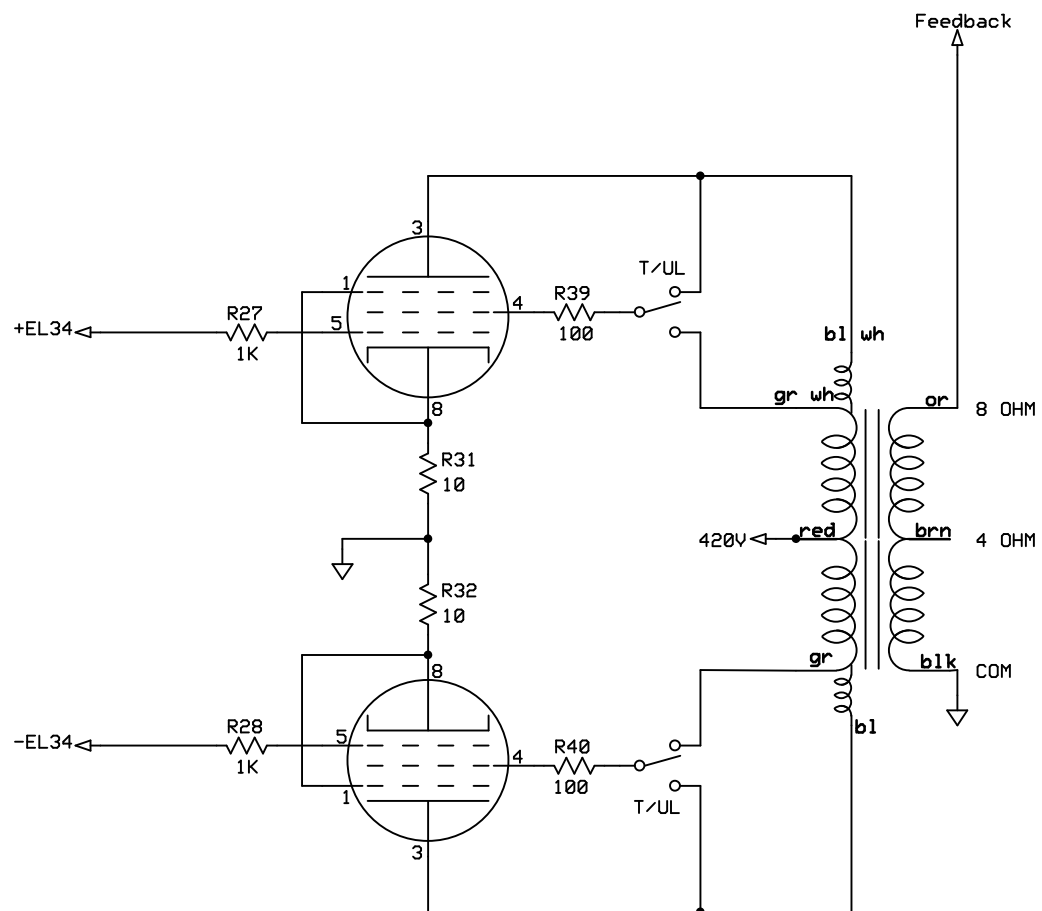 Feedback
3
T/UL
1
4
R39
100
R27
+EL34
5
1K
bl wh
gr wh
or
8 OHM
8
R31
10
420V
red
brn
4 OHM
R32
10
gr
blk
COM
8
R28
-EL34
5
1K
4
R40
100
bl
1
T/UL
3